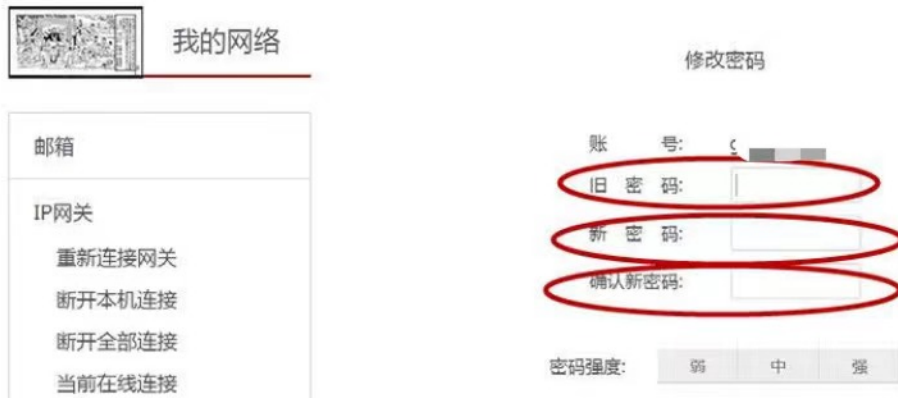 我的网络
邮箱
IP网关
重新连接网关
断开本机连接
断开全部连接
当前在线连接
修改密码
账 号:
旧 密 码:
新 密 码:
确认新密码:
密码强度: 弱 中 强